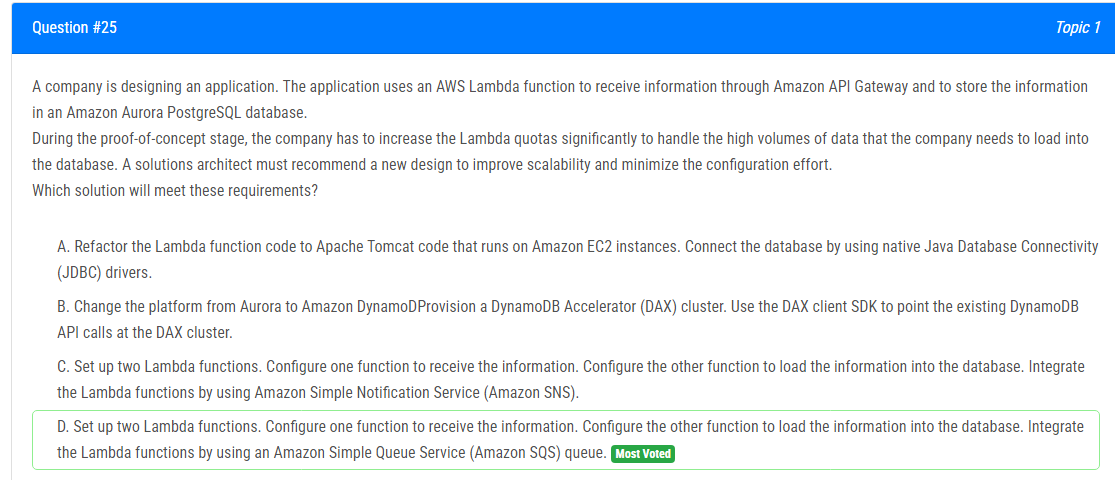 Question #25
Topic 1
A company is designing an application. The application uses an AWS Lambda function to receive information through Amazon API Gateway and to store the information
in an Amazon Aurora PostgreSQL database.
During the proof-of-concept stage, the company has to increase the Lambda quotas significantly to handle the high volumes of data that the company needs to load into
the database. A solutions architect must recommend a new design to improve scalability and minimize the configuration effort.
Which solution will meet these requirements?
A. Refactor the Lambda function code to Apache Tomcat code that runs on Amazon EC2 instances. Connect the database by using native Java Database Connectivity
(JDBC) drivers.
B. Change the platform from Aurora to Amazon DynamoDProvision a DynamoDB Accelerator (DAX) cluster. Use the DAX client SDK to point the existing DynamoDB
API calls at the DAX cluster.
C. Set up two Lambda functions. Configure one function to receive the information. Configure the other function to load the information into the database. Integrate
the Lambda functions by using Amazon Simple Notification Service (Amazon SNS).
D. Set up two Lambda functions. Configure one function to receive the information. Configure the other function to load the information into the database. Integrate
the Lambda functions by using an Amazon Simple Queue Service (Amazon SQS) queue. Most Voted